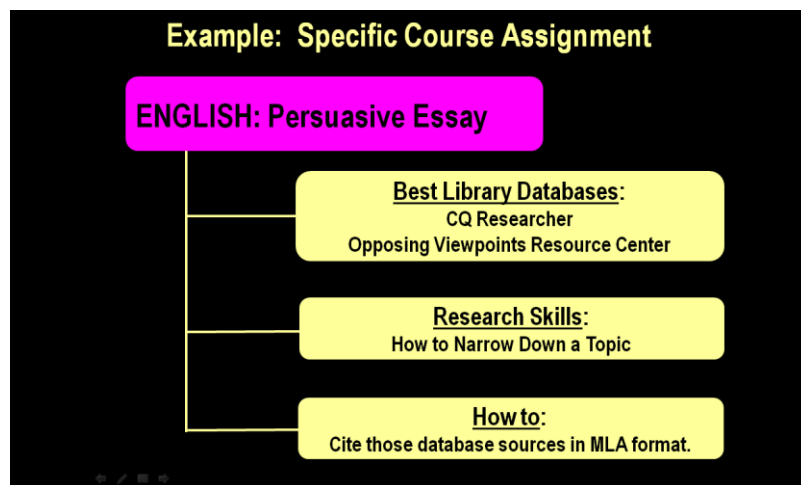 Example: Specific Course Assignment
ENGLISH: Persuasive Essay
Best Library Databases:
CQ Researcher
Opposing Viewpoints Resource Center
Research Skills:
How to Narrow Down a Topic
How to:
Cite those database sources in MLA format.